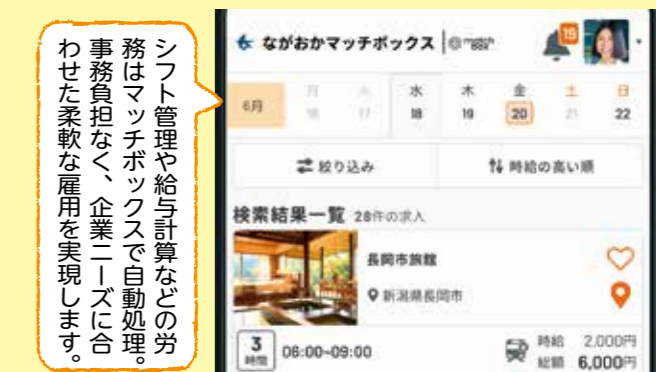 シフト管理や給与計算などの労
務はマッチボックスで自動処理。
事務負担なく、企業ニーズに合
わせた柔軟な雇用を実現します。
ながおかマッチボックス
19
6月
月 火 水 木 金 土 日
16 17 18 19 20 21 22
絞り込み
時給の高い順
検索結果一覧 28件の求人
長岡市旅館
新潟県長岡市
3時間 06:00~09:00
時給 2,000円
総額 6,000円